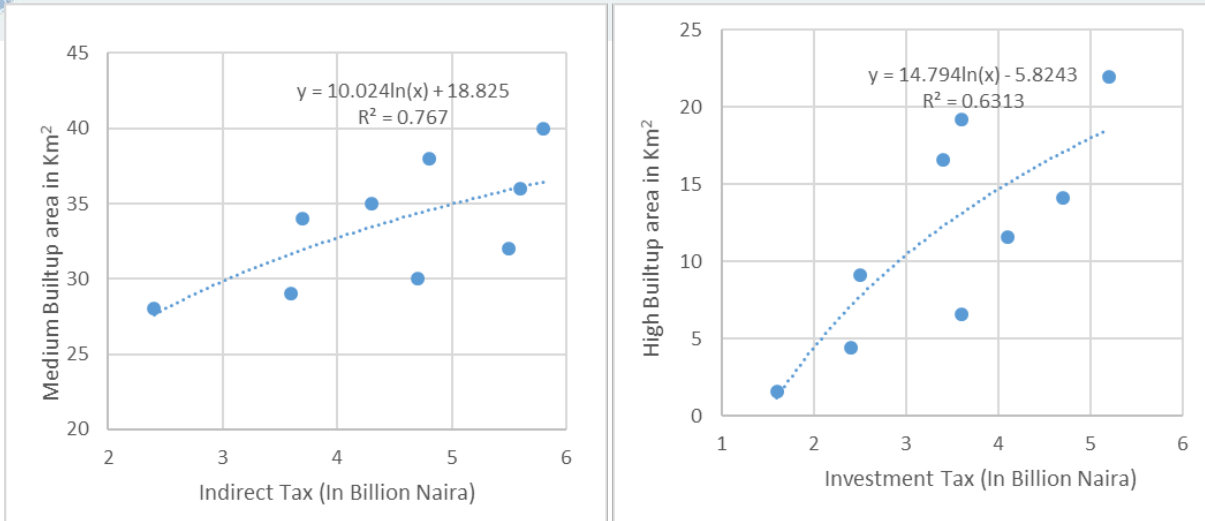 45
40
35
30
25
20
Medium Builtup area in Km²
y = 10.024ln(x) + 18.825
R² = 0.767
2 3 4 5 6
Indirect Tax (In Billion Naira)
25
20
15
10
5
0
High Builtup area in Km²
y = 14.794ln(x) - 5.8243
R² = 0.6313
1 2 3 4 5 6
Investment Tax (In Billion Naira)